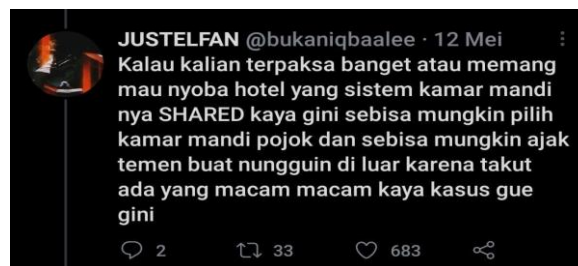 JUSTELFAN @bukaniqbaalee · 12 Mei
Kalau kalian terpaksa banget atau memang
mau nyoba hotel yang sistem kamar mandi
nya SHARED kaya gini sebisa mungkin pilih
kamar mandi pojok dan sebisa mungkin ajak
temen buat nungguin di luar karena takut
ada yang macam macam kaya kasus gue
gini
2 33 683